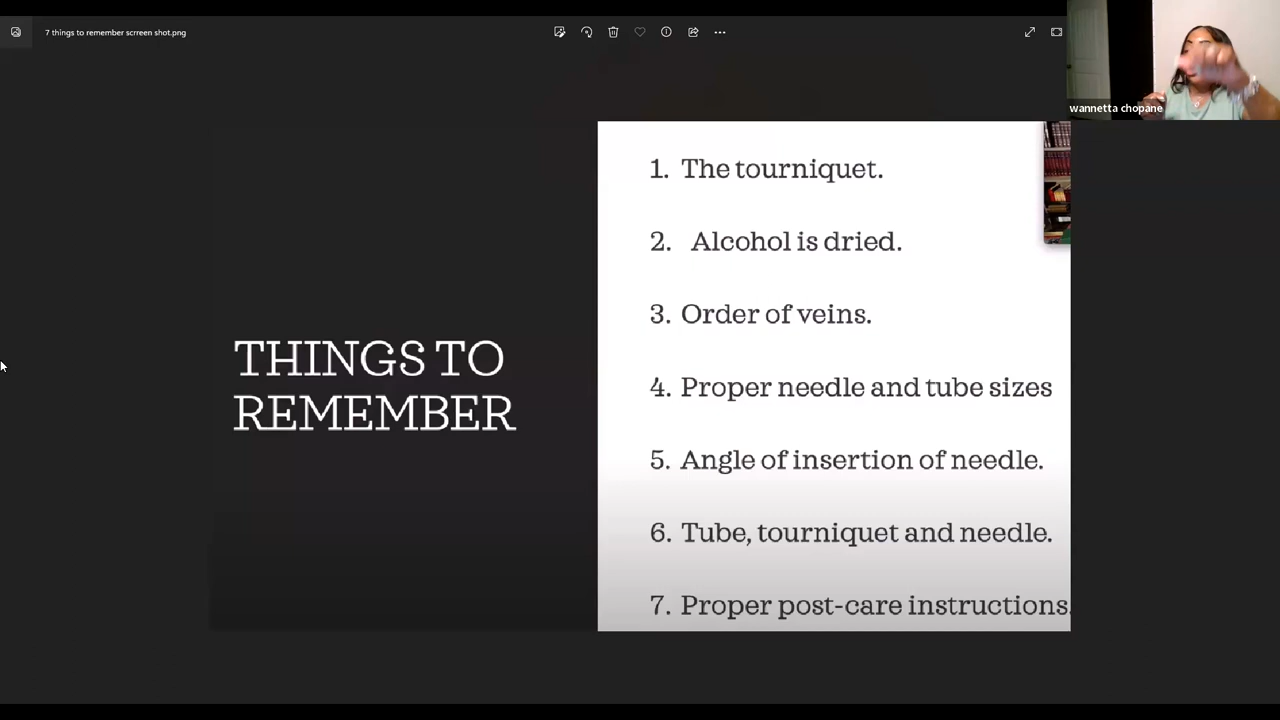 7 things to remember scrreen shot.png
wannetta chopane
THINGS TO
REMEMBER
1. The tourniquet.
2. Alcohol is dried.
3. Order of veins.
4. Proper needle and tube sizes
5. Angle of insertion of needle.
6. Tube, tourniquet and needle.
7. Proper post-care instructions.